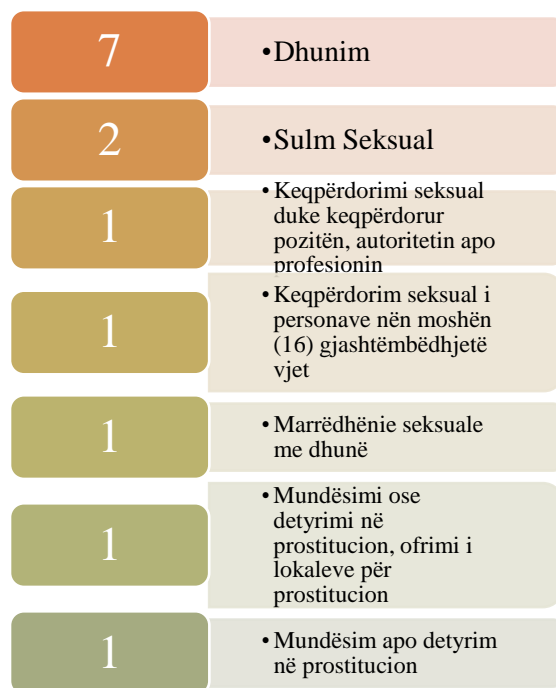 7
•Dhunim
2
•Sulm Seksual
1
•Keqpërdorimi seksual
duke keqpërdorur
pozitën, autoritetin apo
profesionin
1
•Keqpërdorim seksual i
personave nën moshën
(16) gjashtëmbëdhjetë
vjet
1
•Marrëdhënie seksuale
me dhunë
1
•Mundësimi ose
detyrimi në
prostitucion, ofrimi i
lokaleve për
prostitucion
1
•Mundësim apo detyrim
në prostitucion